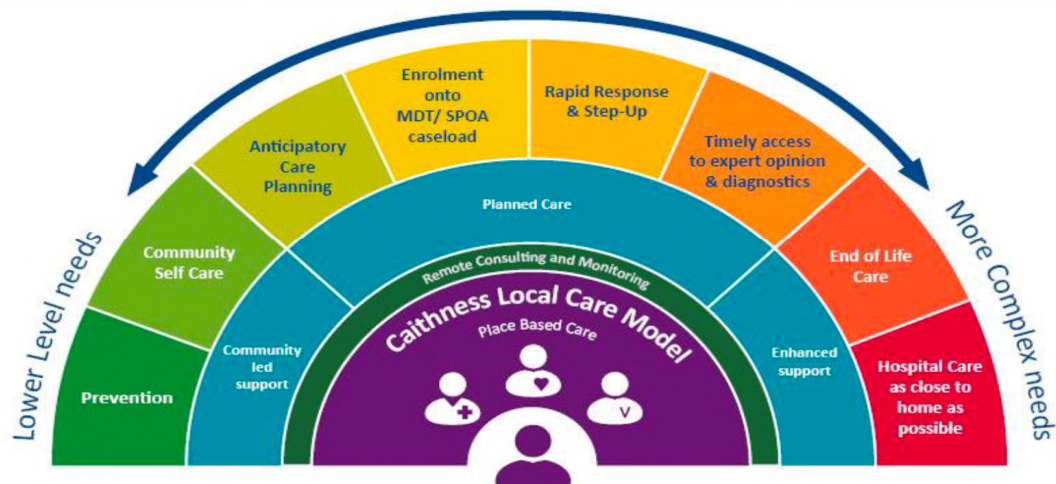 Lower Level needs
Prevention
Community
Self Care
Anticipatory
Care
Planning
Enrolment
onto
MDT/ SPOA
caseload
Rapid Response
& Step-Up
Timely access
to expert opinion
& diagnostics
End of Life
Care
Hospital Care
as close to
home as
possible
More Complex needs
Community
led
support
Planned Care
Enhanced
support
Remote Consulting and Monitoring
Caithness Local Care Model
Place Based Care
V